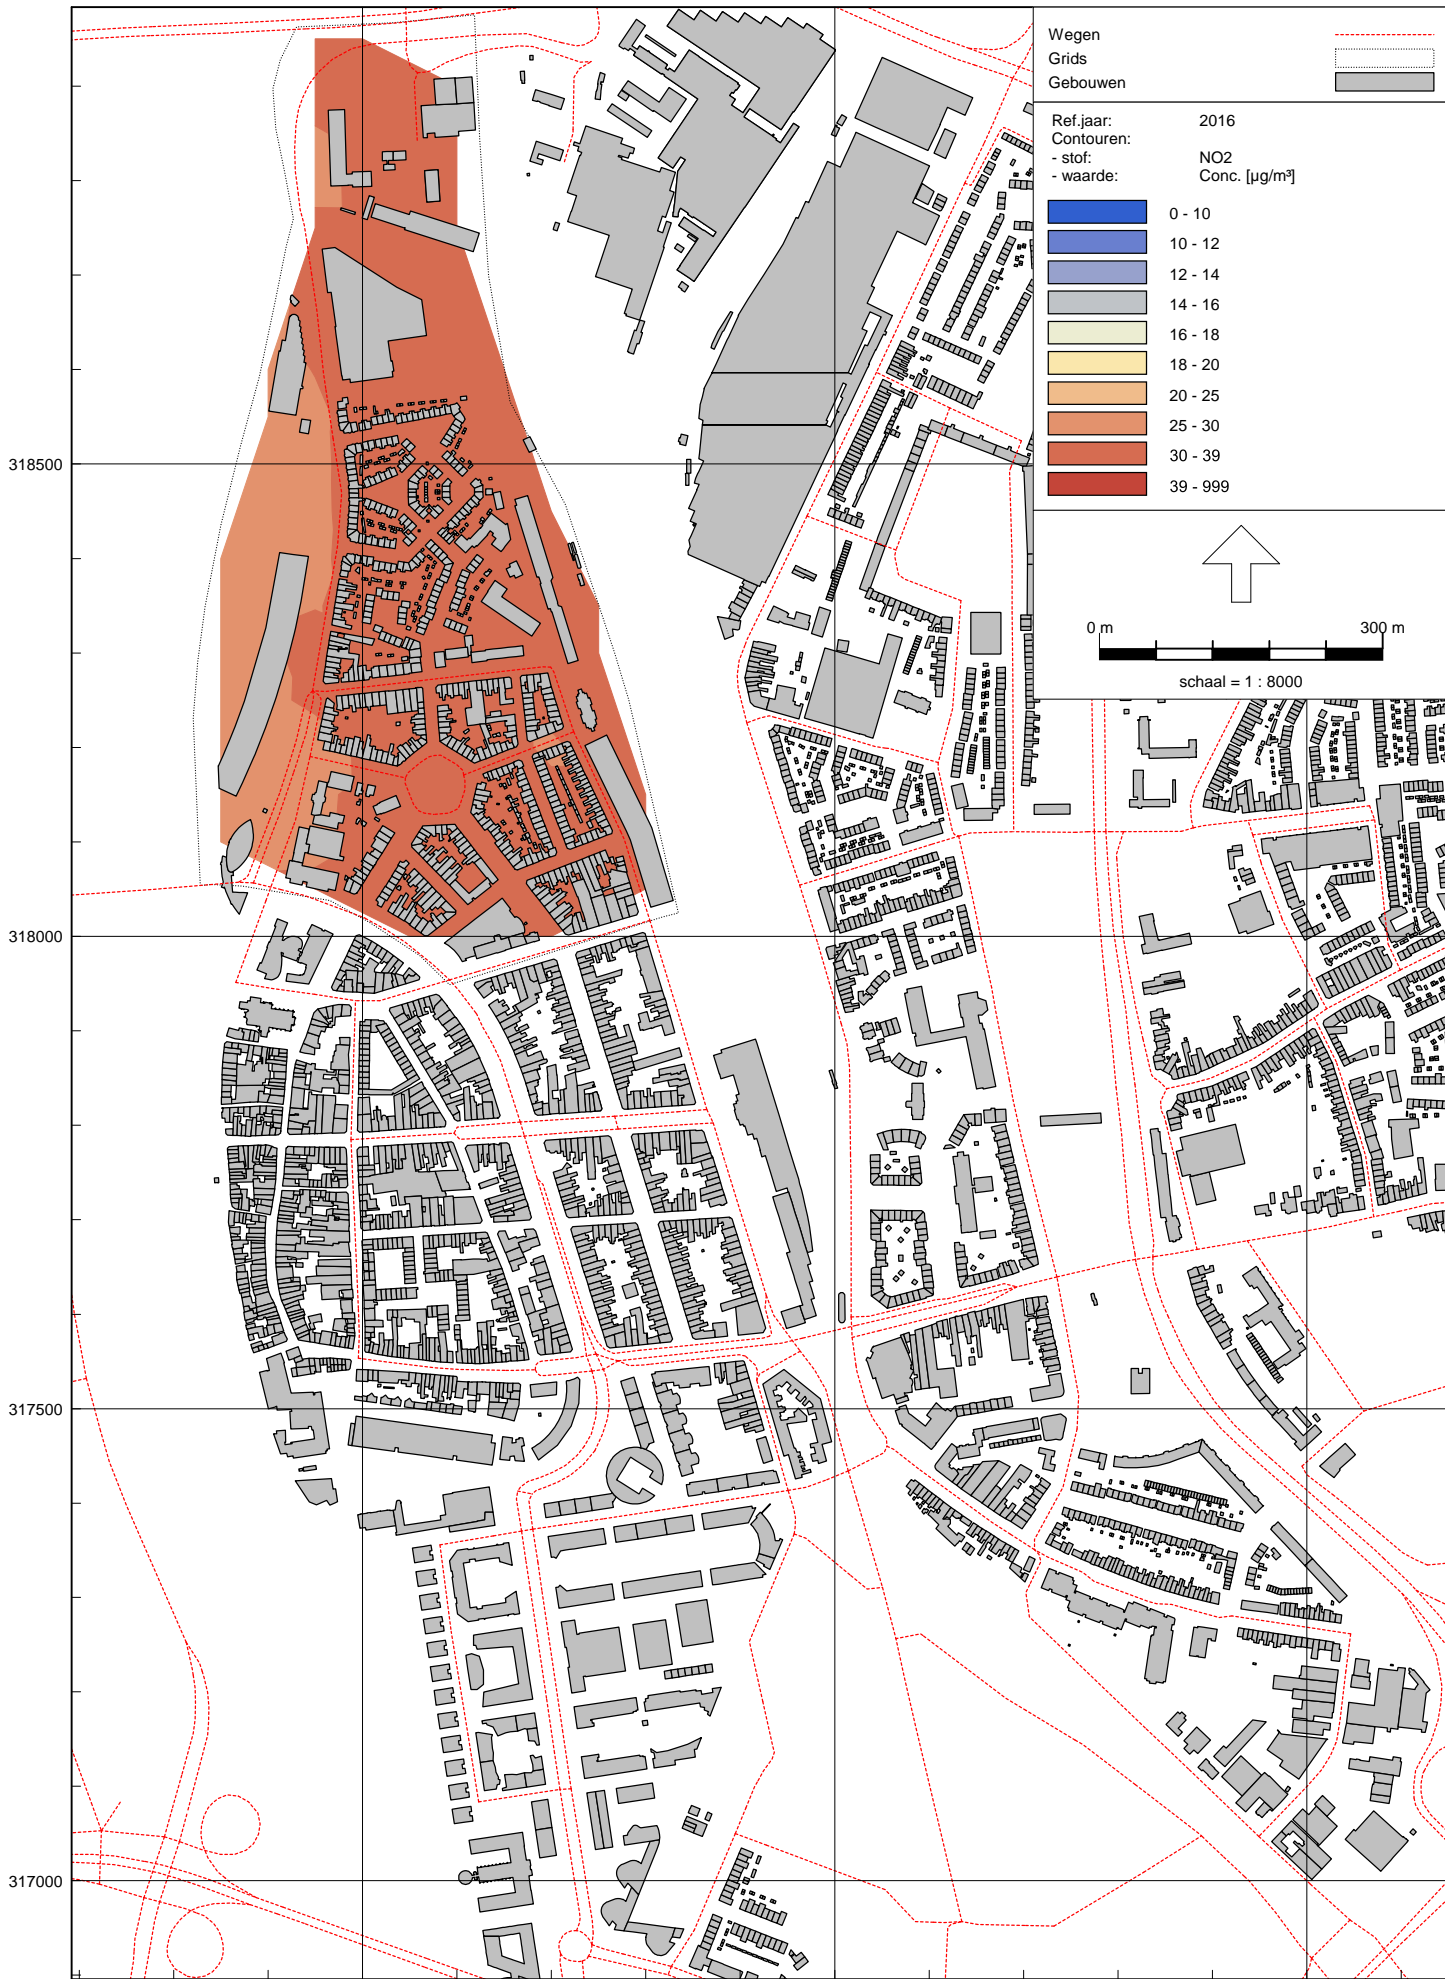 Wegen
Grids
Gebouwen
Ref.jaar: 2016
Contouren:
- stof: NO2
- waarde: Conc. [µg/m³]
0 - 10
10 - 12
12 - 14
14 - 16
16 - 18
18 - 20
20 - 25
25 - 30
30 - 39
39 - 999
0 m 300 m
schaal = 1 : 8000
318500
318000
317500
317000